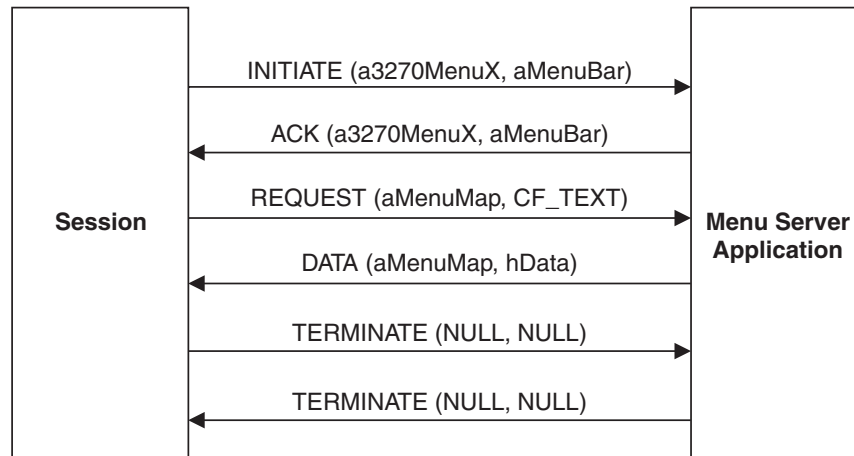 INITIATE (a3270MenuX, aMenuBar)
ACK (a3270MenuX, aMenuBar)
REQUEST (aMenuMap, CF_TEXT)
Session
Menu Server
Application
DATA (aMenuMap, hData)
TERMINATE (NULL, NULL)
TERMINATE (NULL, NULL)